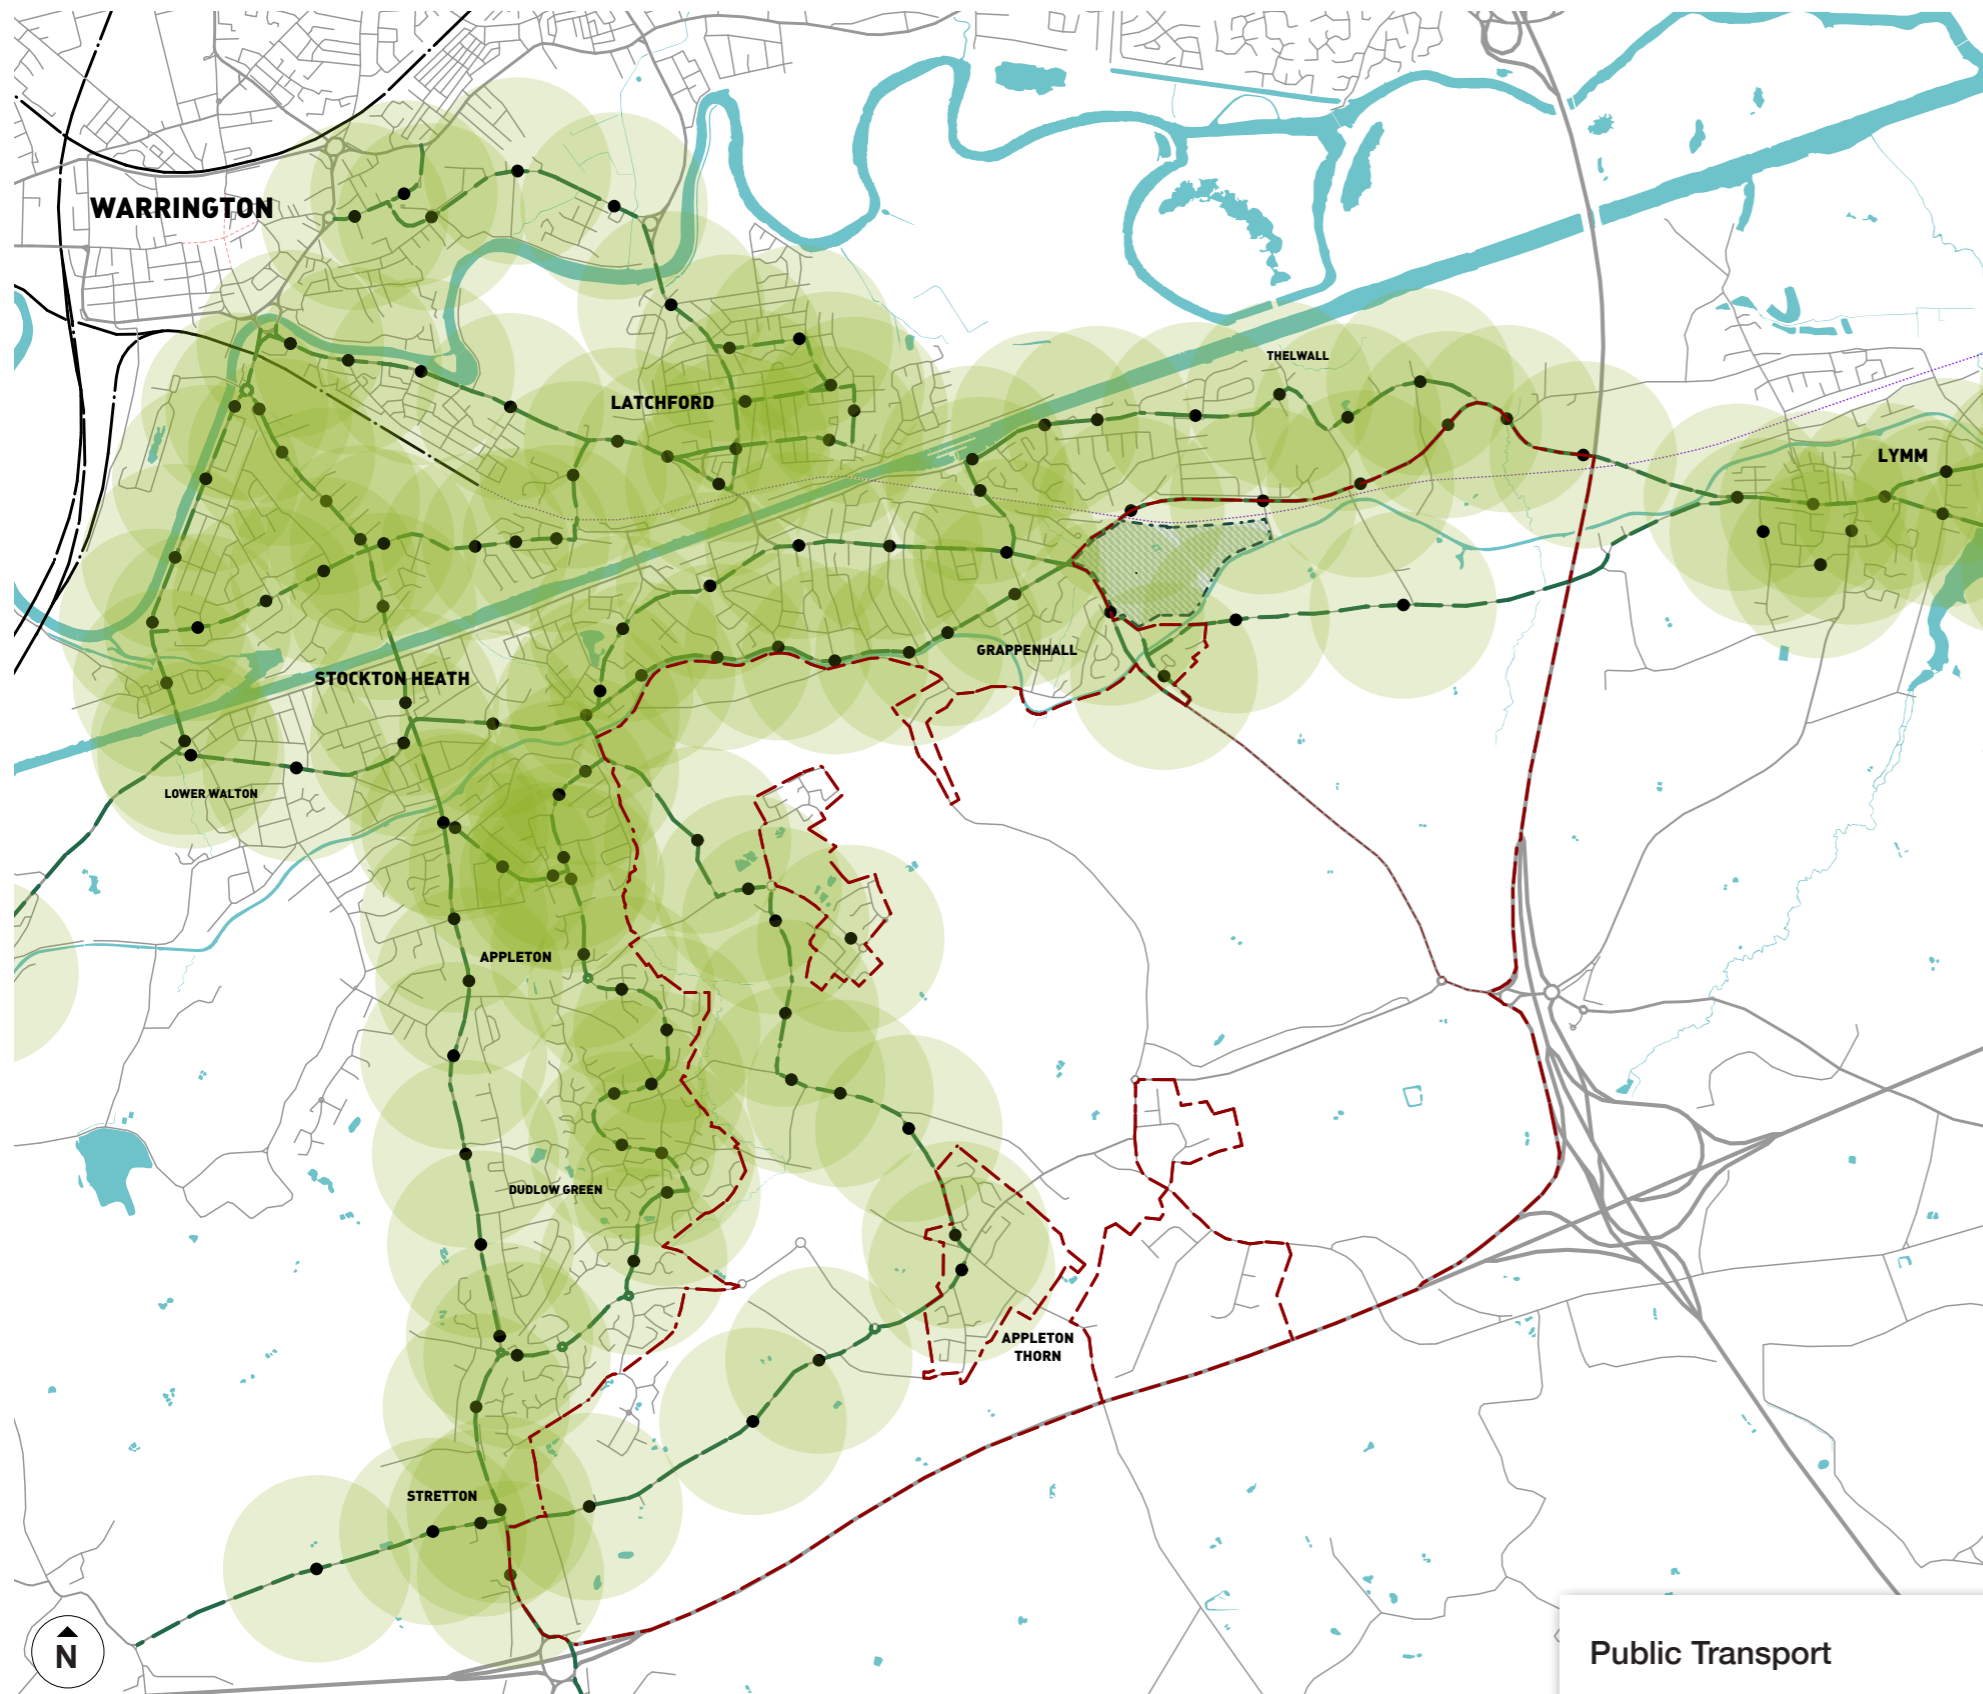 WARRINGTON
THELWALL
LATCHFORD
LYMM
GRAPPENHALL
STOCKTON HEATH
LOWER WALTON
APPLETON
DUDLOW GREEN
APPLETON
THORN
STRETTON
N
Public Transport